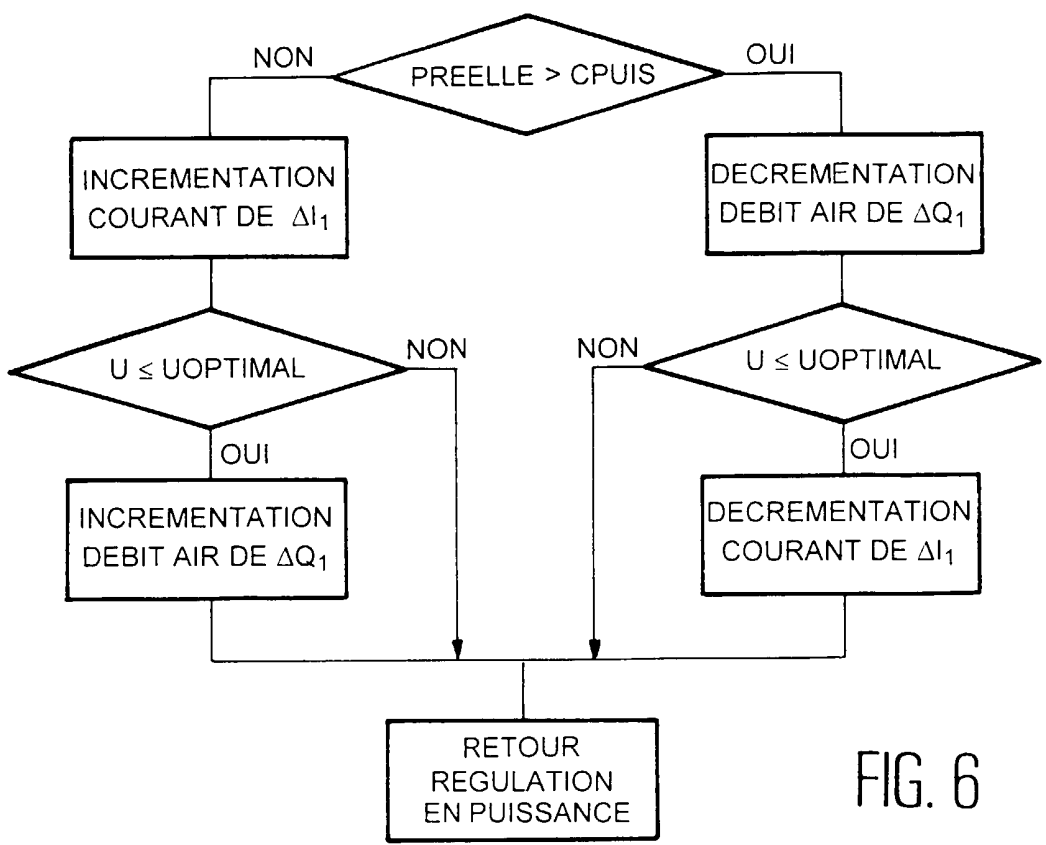 NON
PREELLE > CPUIS
OUI
INCREMENTATION
COURANT DE ΔI₁
DECREMENTATION
DEBIT AIR DE ΔQ₁
U ≤ UOPTIMAL
NON
NON
U ≤ UOPTIMAL
OUI
OUI
INCREMENTATION
DEBIT AIR DE ΔQ₁
DECREMENTATION
COURANT DE ΔI₁
RETOUR
REGULATION
EN PUISSANCE
FIG. 6